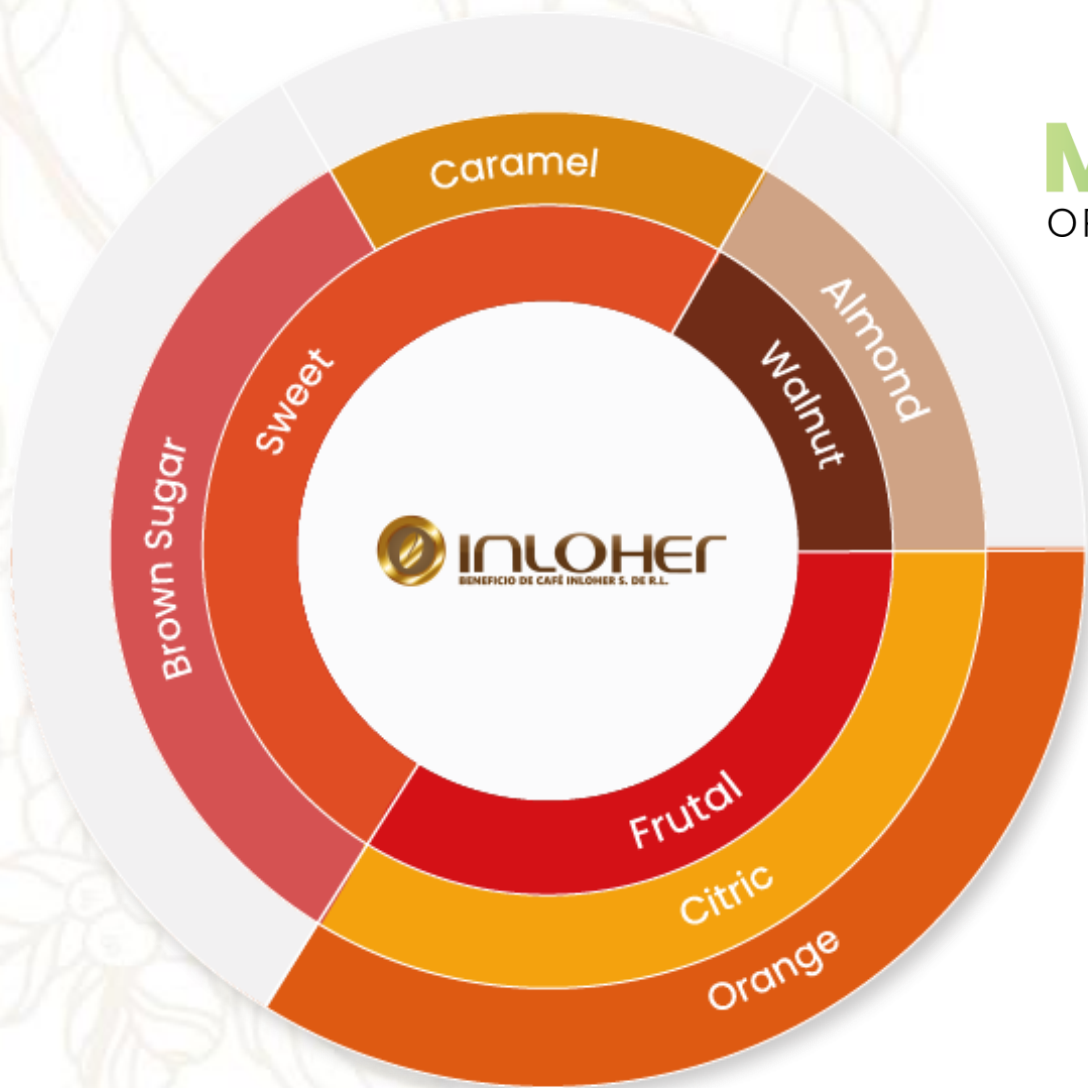 Caramel
Almond
Walnut
Sweet
Brown Sugar
INLOHER
BENEFICIO DE CAFÉ INLOHER S. DE R.L.
Frutal
Citric
Orange